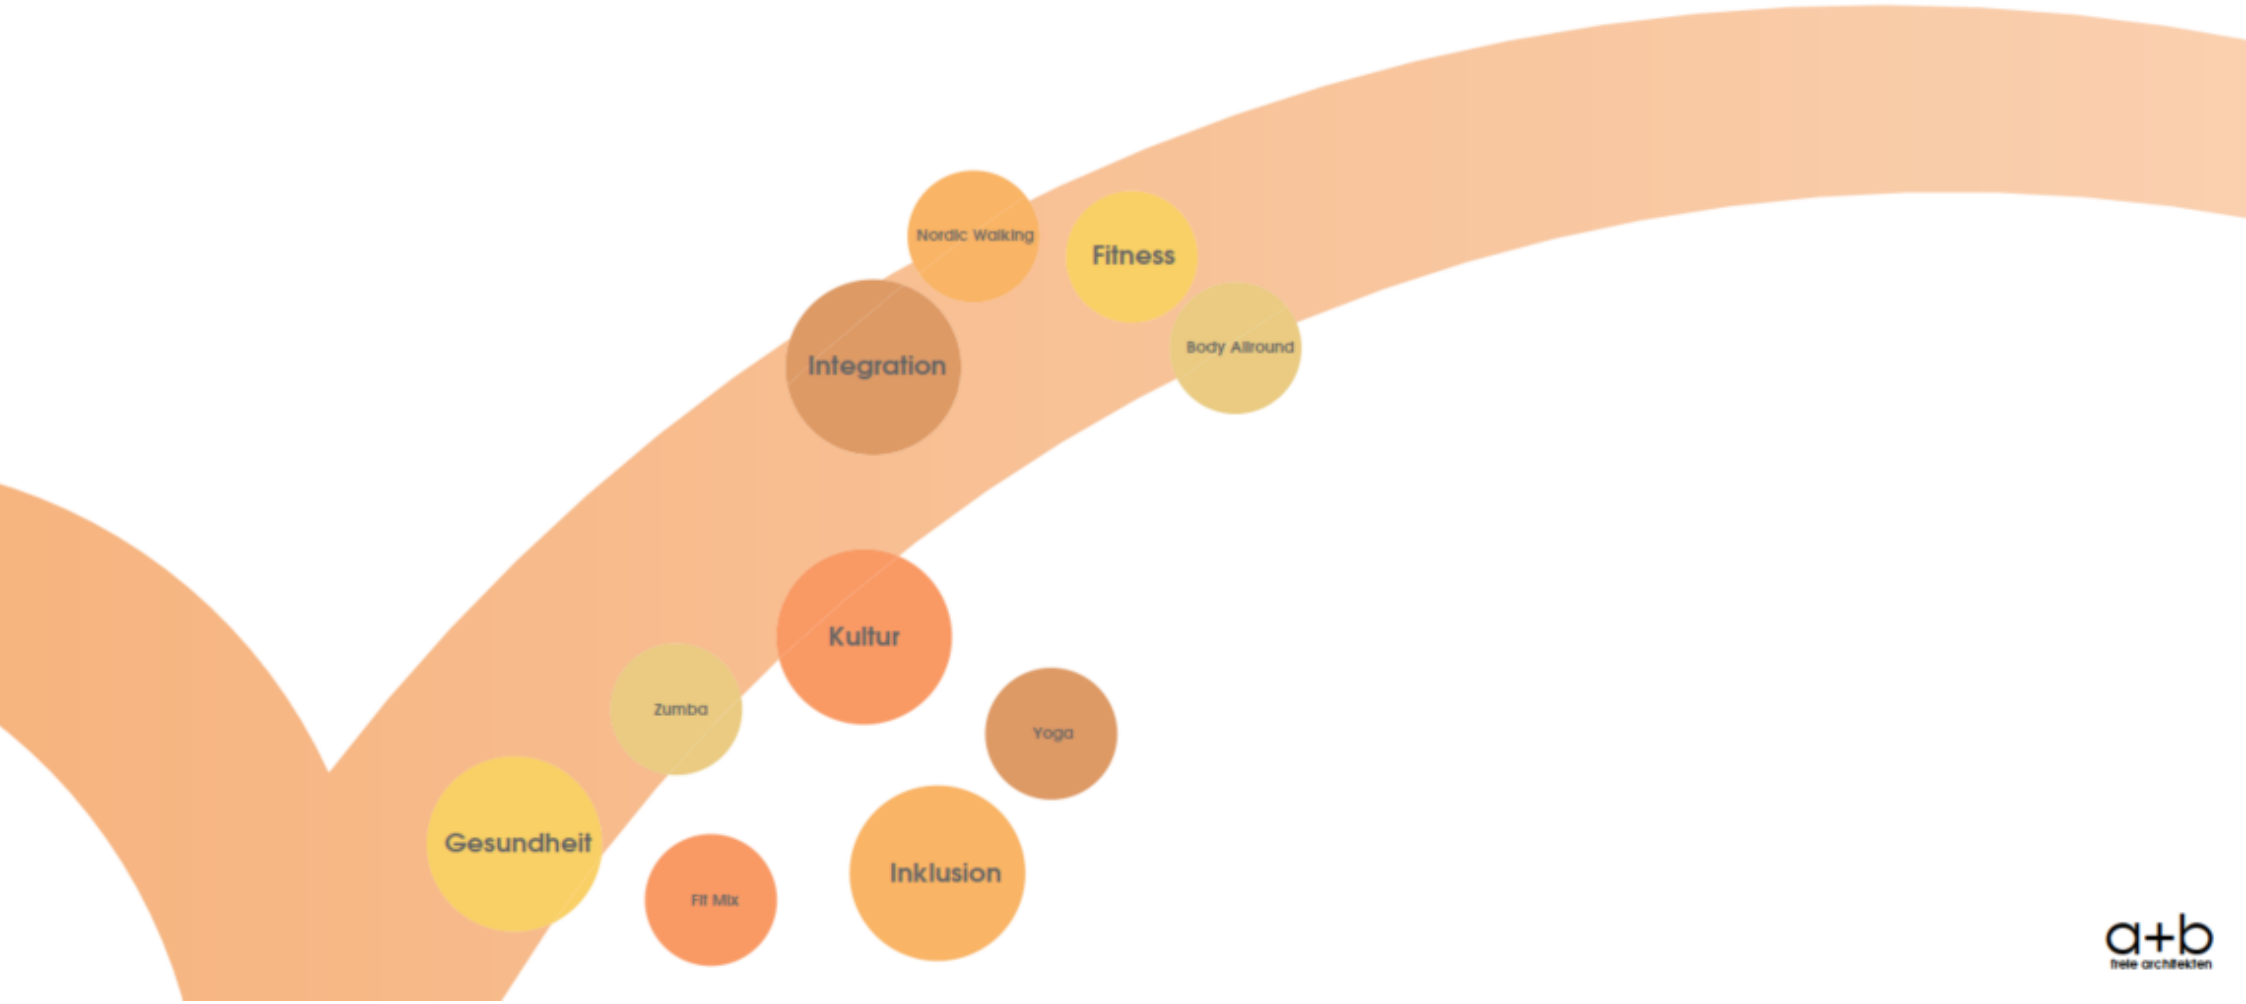 Nordic Walking
Fitness
Body Allround
Integration
Kultur
Zumba
Yoga
Gesundheit
Inklusion
Fit Mix
a+b
freie architekten